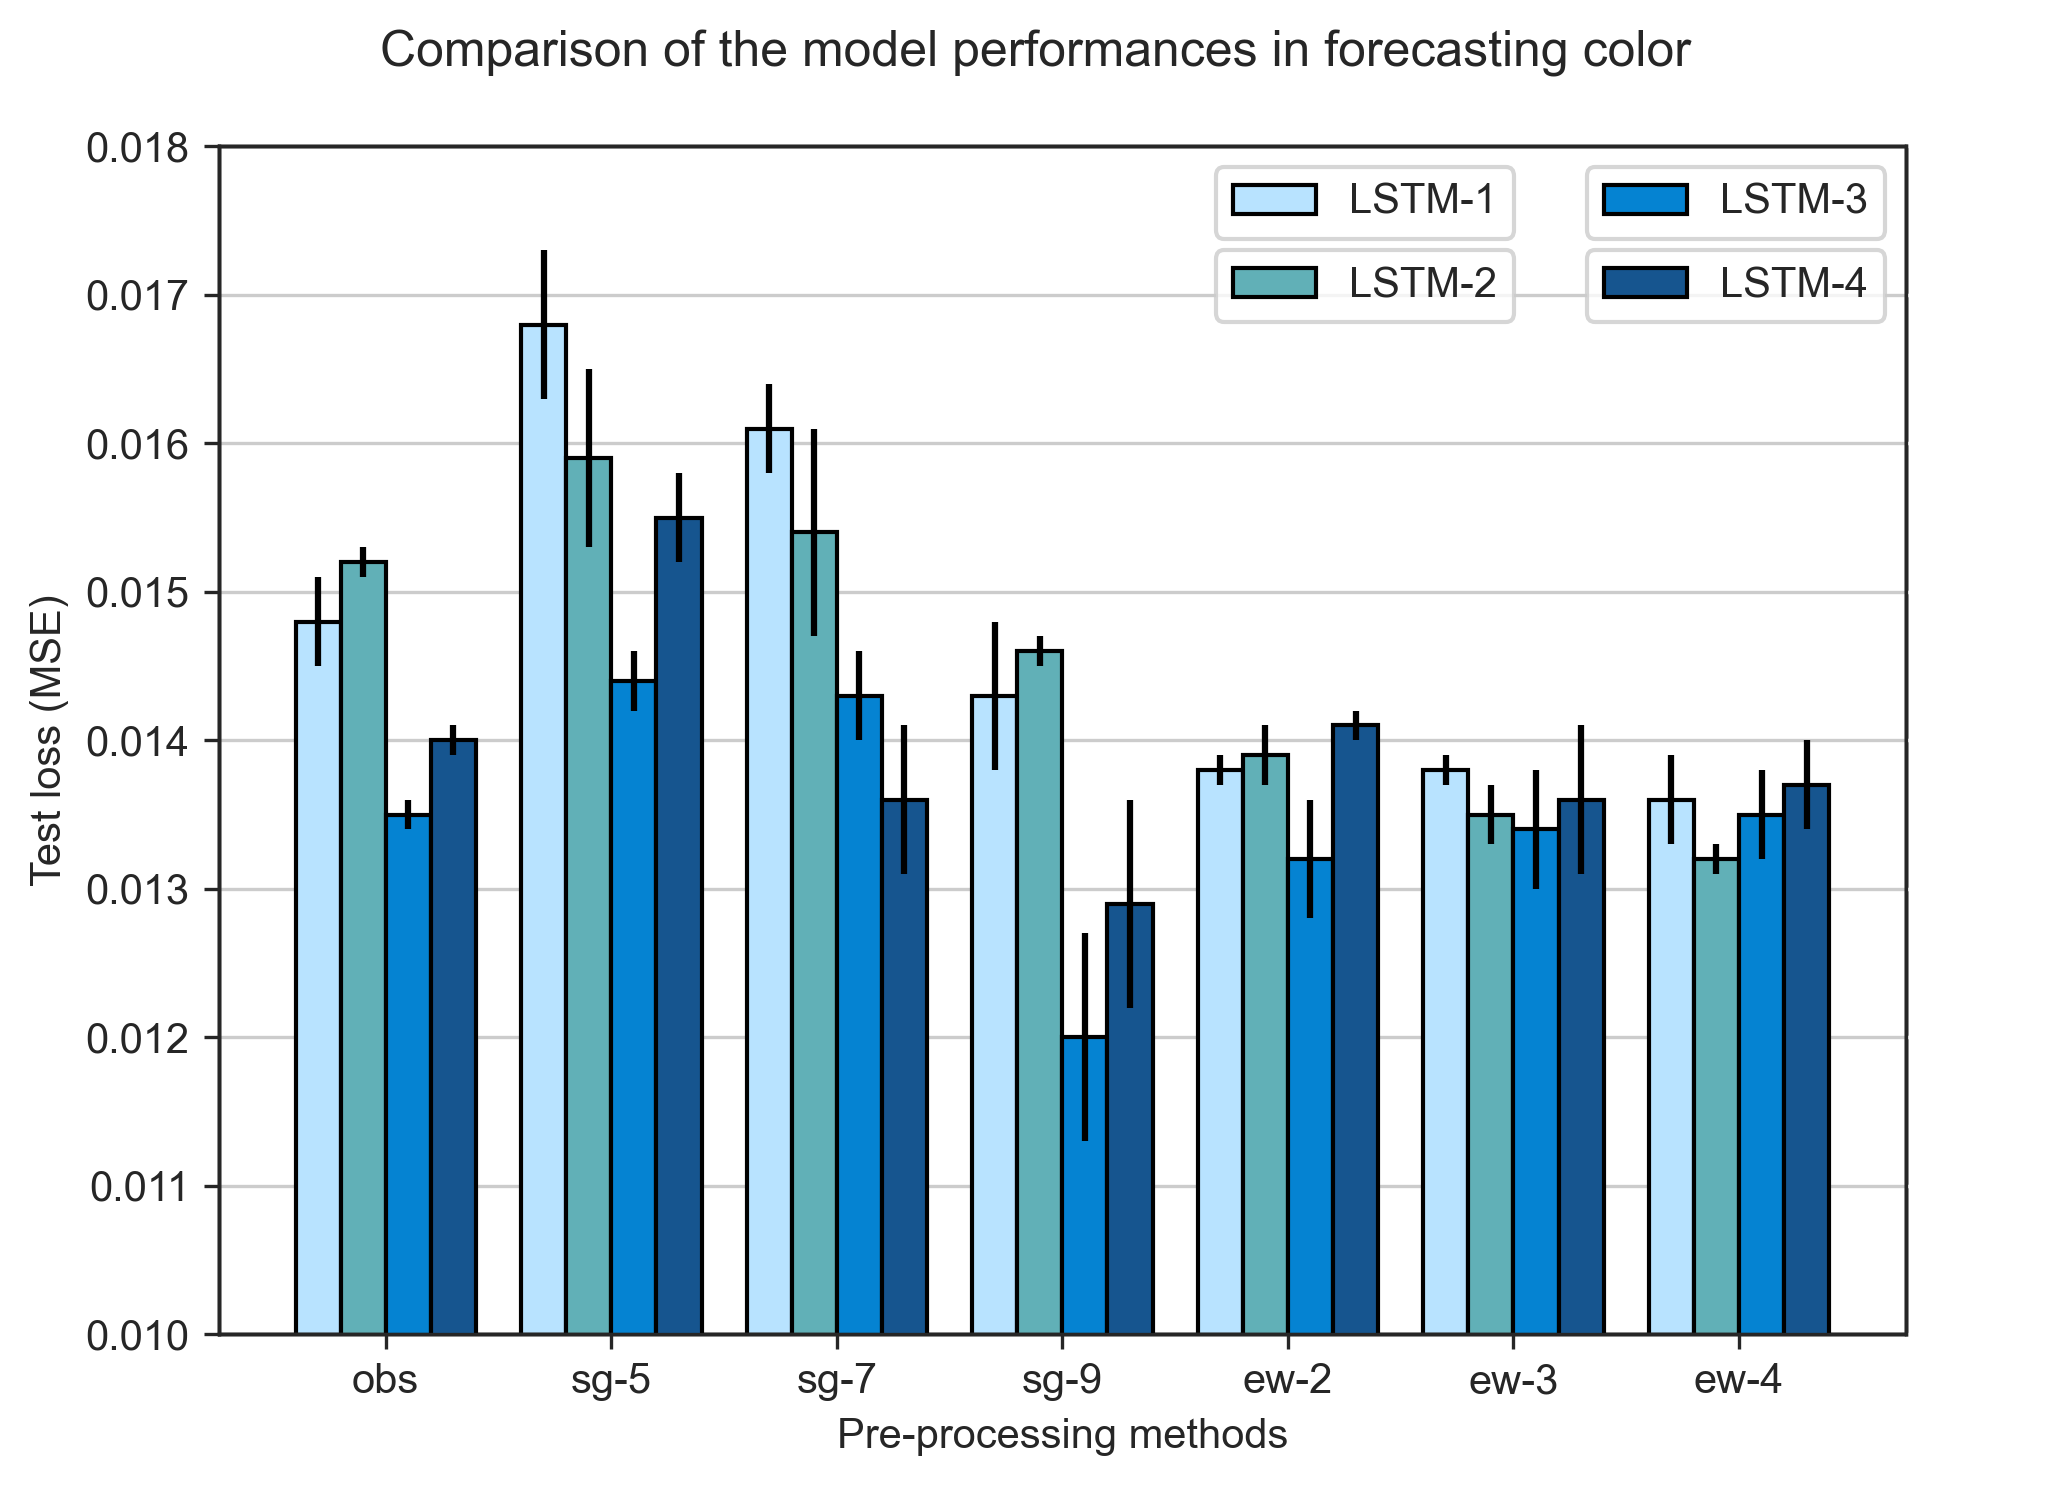 Comparison of the model performances in forecasting color
0.018
0.017
0.016
0.015
0.014
0.013
0.012
0.011
0.010
Test loss (MSE)
LSTM-1
LSTM-2
LSTM-3
LSTM-4
obs sg-5 sg-7 sg-9 ew-2 ew-3 ew-4
Pre-processing methods